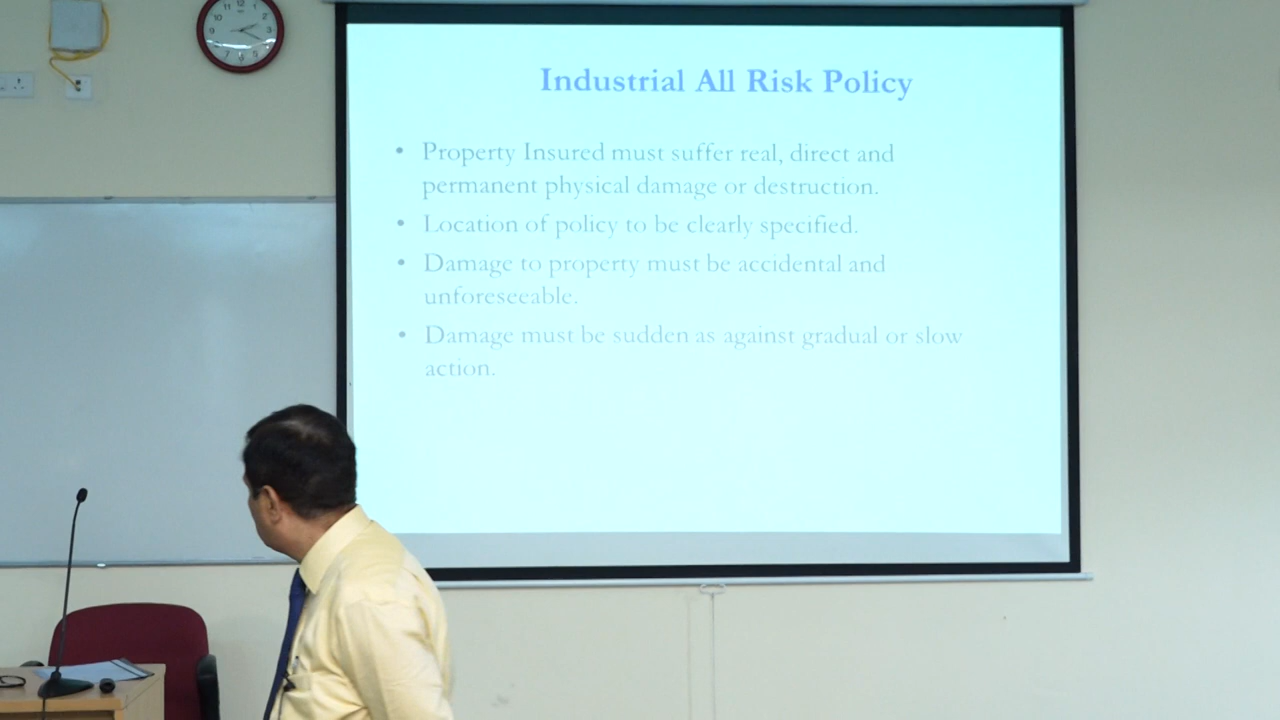 Industrial All Risk Policy
• Property Insured must suffer real, direct and
permanent physical damage or destruction.
• Location of policy to be clearly specified.
• Damage to property must be accidental and
unforeseeable.
• Damage must be sudden as against gradual or slow
action.